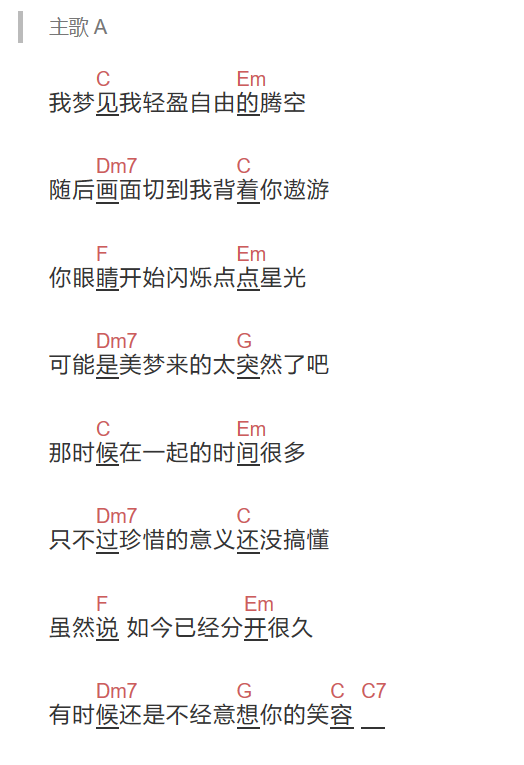 主歌 A
C Em
我梦见我轻盈自由的腾空
Dm7 C
随后画面切到我背着你遨游
F Em
你眼睛开始闪烁点点星光
Dm7 G
可能是美梦来的太突然了吧
C Em
那时候在一起的时间很多
Dm7 C
只不过珍惜的意义还没搞懂
F Em
虽然说 如今已经分开很久
Dm7 G C C7
有时候还是不经意想你的笑容